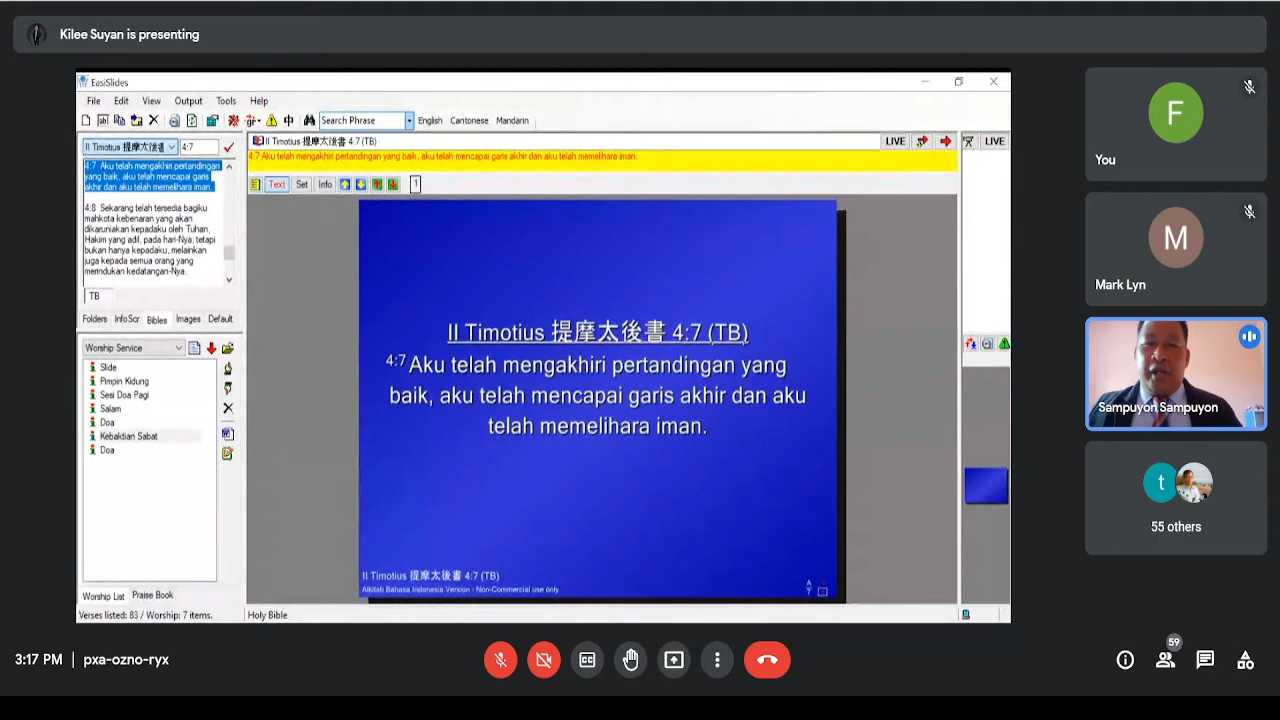 Kilee Suyan is presenting
EasiSlides
File Edit View Output Tools Help
Search Phrase English Cantonese Mandarin
II Timotius 提摩太後書 4:7
II Timotius 提摩太後書 4:7 (TB) LIVE LIVE
4:7 Aku telah mengakhiri pertandingan yang baik, aku telah mencapai garis akhir dan aku telah memelihara iman.
4:7 Aku telah mengakhiri pertandingan
yang baik, aku telah mencapai garis
akhir dan aku telah memelihara iman.
Text Set Info 1
4:8 Sekarang telah tersedia bagiku
mahkota kebenaran yang akan
dikaruniakan kepadaku oleh Tuhan,
Hakim yang adil, pada hari-Nya; tetapi
bukan hanya kepadaku, melainkan
juga kepada semua orang yang
merindukan kedatangan-Nya.
TB
Folders InfoScr Bibles Images Default
Worship Service
Slide
Pimpin Kidung
Sesi Doa Pagi
Salam
Doa
Kebaktian Sabat
Doa
Worship List Praise Book
Verses listed: 83 / Worship: 7 items. Holy Bible
II Timotius 提摩太後書 4:7 (TB)
4:7 Aku telah mengakhiri pertandingan yang
baik, aku telah mencapai garis akhir dan aku
telah memelihara iman.
II Timotius 提摩太後書 4:7 (TB)
Alkitab Bahasa Indonesia Version - Non-Commercial use only
F
You
M
Mark Lyn
Sampuyon Sampuyon
t
55 others
3:17 PM | pxa-ozno-ryx
59